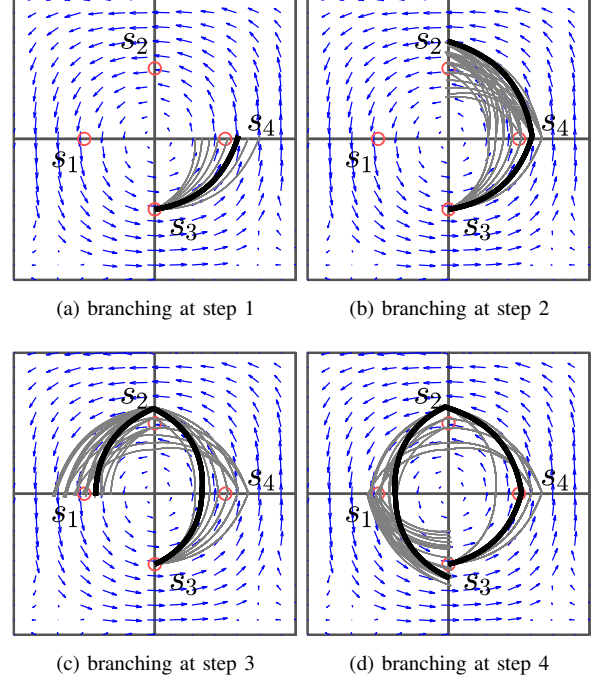 s₂
s₄
s₁
s₃
s₂
s₄
s₁
s₃
(a) branching at step 1
(b) branching at step 2
s₂
s₄
s₁
s₃
s₂
s₄
s₁
s₃
(c) branching at step 3
(d) branching at step 4